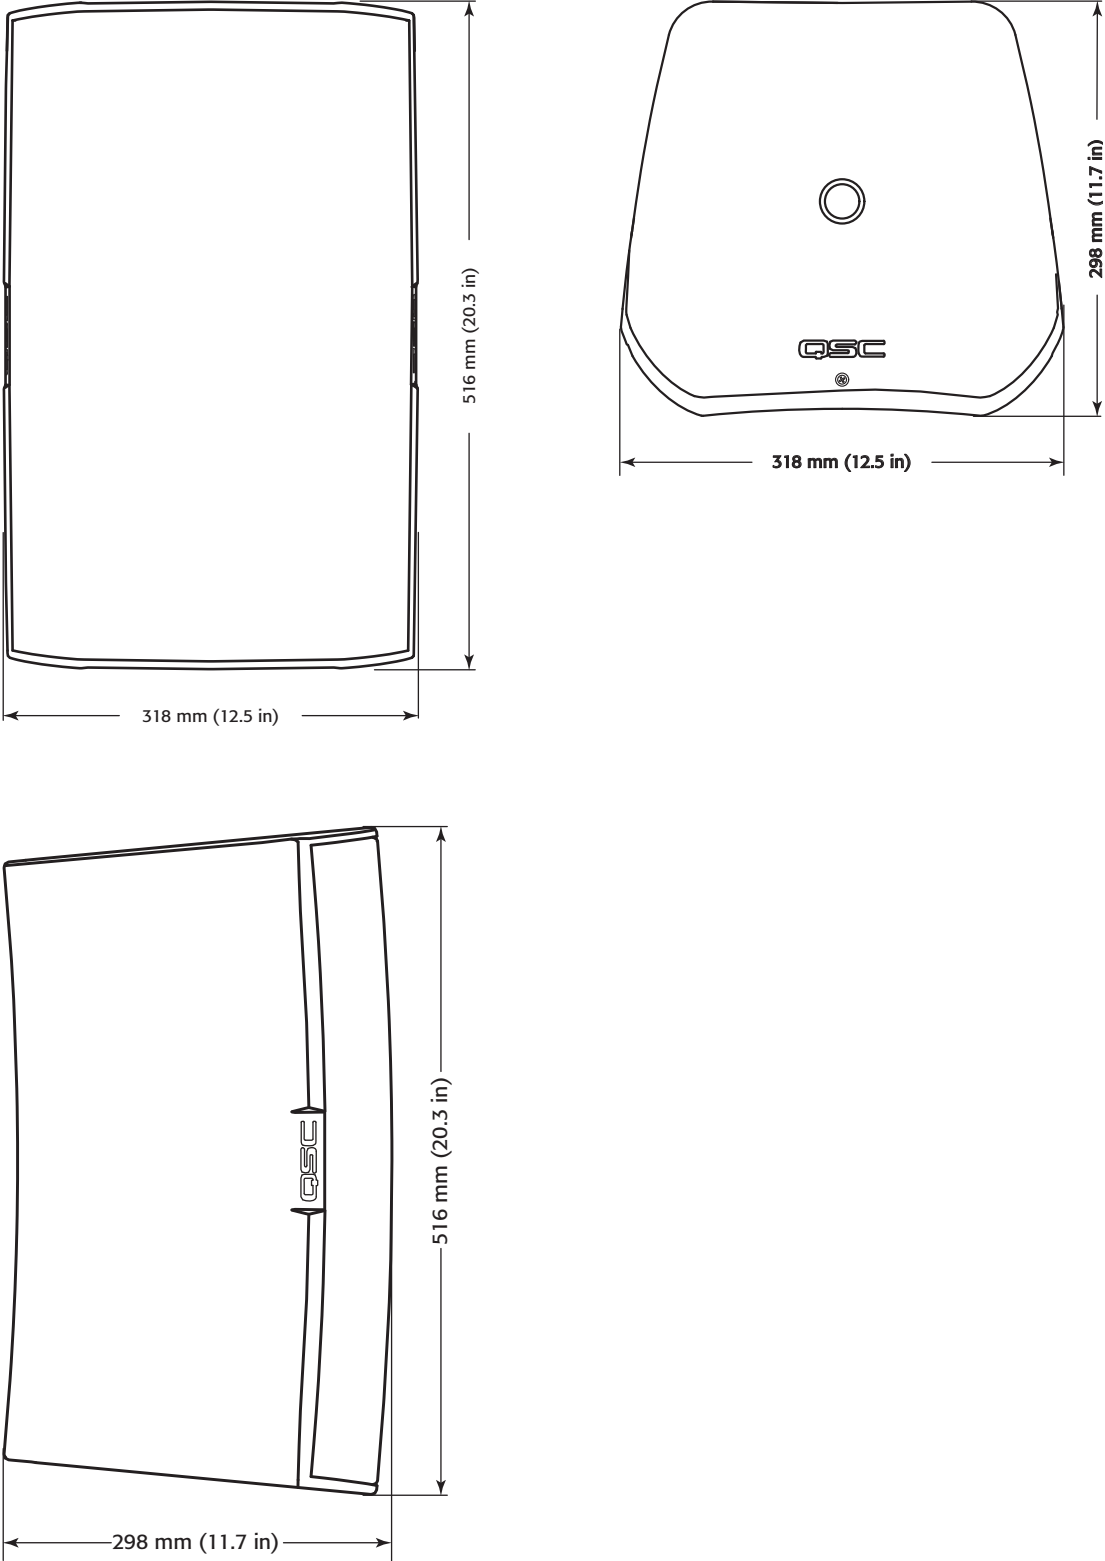 516 mm (20.3 in)
318 mm (12.5 in)
298 mm (11.7 in)
QSC
318 mm (12.5 in)
QSC
516 mm (20.3 in)
298 mm (11.7 in)